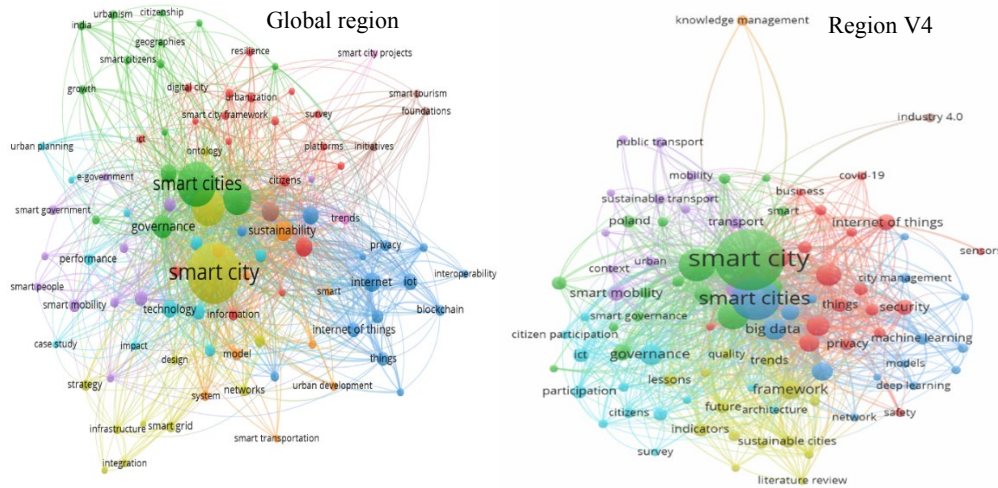 Global region
urbanism
citizenship
india
geographies
smart citizens
resilience
smart city projects
growth
digital city
urbanization
smart tourism
smart city framework
survey
foundations
ict
urban planning
ontology
platforms
initiatives
e-government
smart cities
citizens
smart government
governance
sustainability
trends
performance
privacy
smart city
interoperability
smart people
internet
iot
smart mobility
smart
technology
information
blockchain
internet of things
case study
impact
design
model
things
strategy
system
networks
urban development
infrastructure
smart grid
smart transportation
integration
Region V4
knowledge management
industry 4.0
public transport
mobility
covid-19
business
sustainable transport
smart
poland
transport
internet of things
sensors
context
urban
smart city
city management
smart mobility
smart cities
things
smart governance
security
big data
citizen participation
privacy
machine learning
ict
governance
quality
trends
models
lessons
participation
framework
deep learning
citizens
future
architecture
network
safety
indicators
sustainable cities
survey
literature review